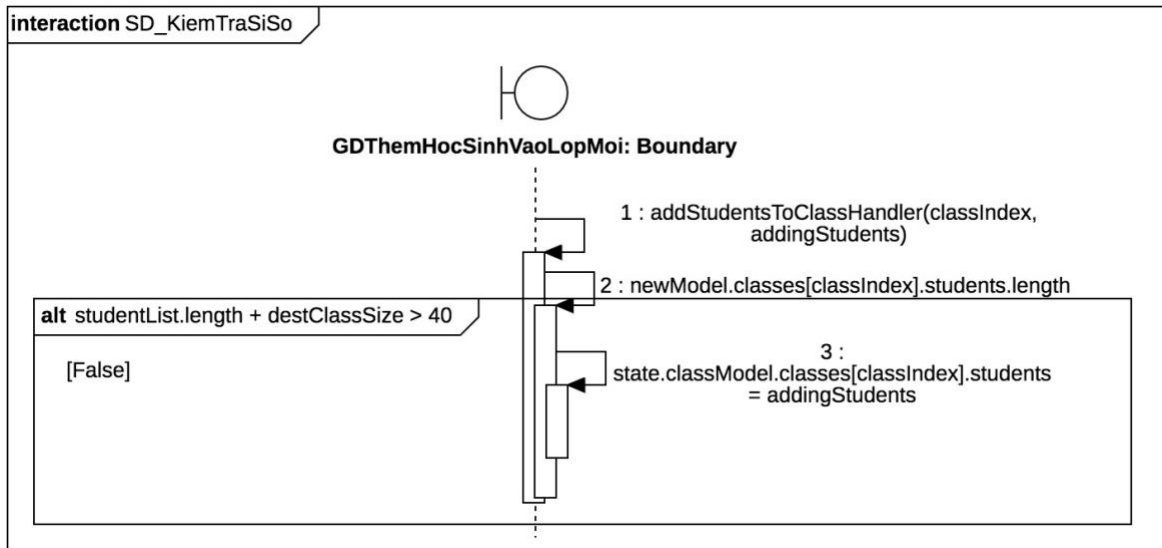 interaction SD_KiemTraSiSo
GDThemHocSinhVaoLopMoi: Boundary
1 : addStudentsToClassHandler(classIndex,
addingStudents)
2 : newModel.classes[classIndex].students.length
alt studentList.length + destClassSize > 40
[False]
3 :
state.classModel.classes[classIndex].students
= addingStudents